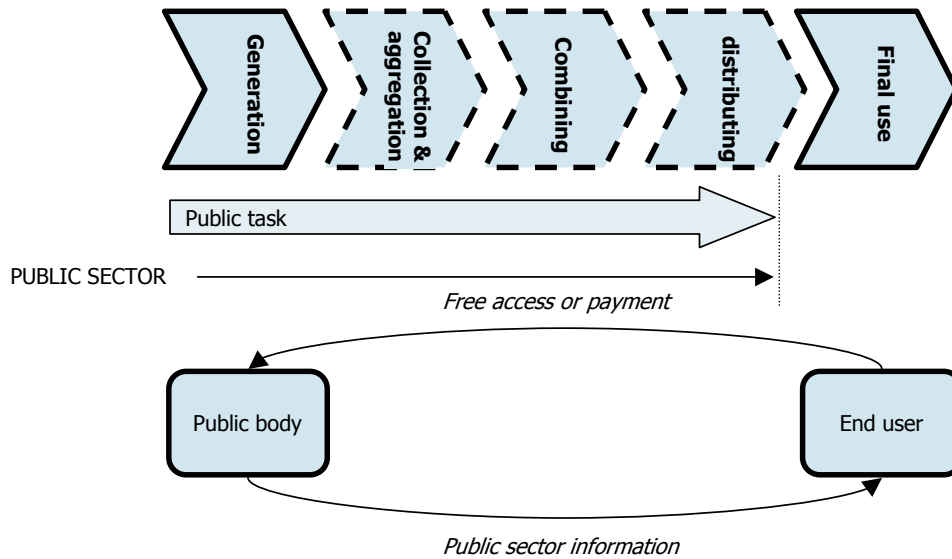 Generation
Collection &
aggregation
Combining
distributing
Final use
Public task
PUBLIC SECTOR
Free access or payment
Public body
End user
Public sector information